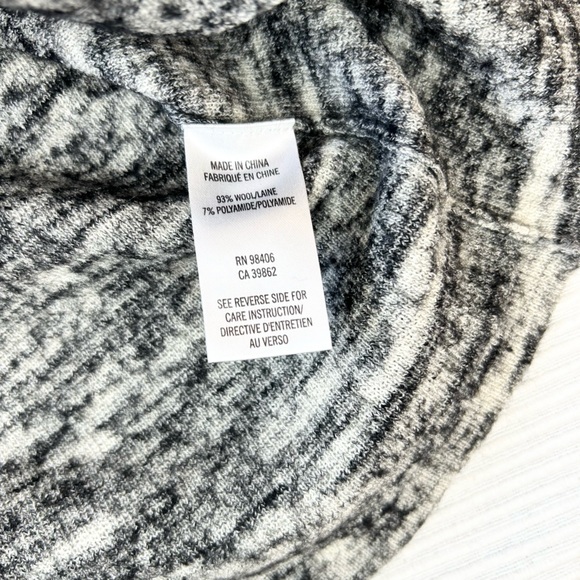 MADE IN CHINA
FABRIQUÉ EN CHINE
93% WOOL/LAINE
7% POLYAMIDE/POLYAMIDE
RN 98406
CA 39862
SEE REVERSE SIDE FOR
CARE INSTRUCTION/
DIRECTIVE D'ENTRETIEN
AU VERSO